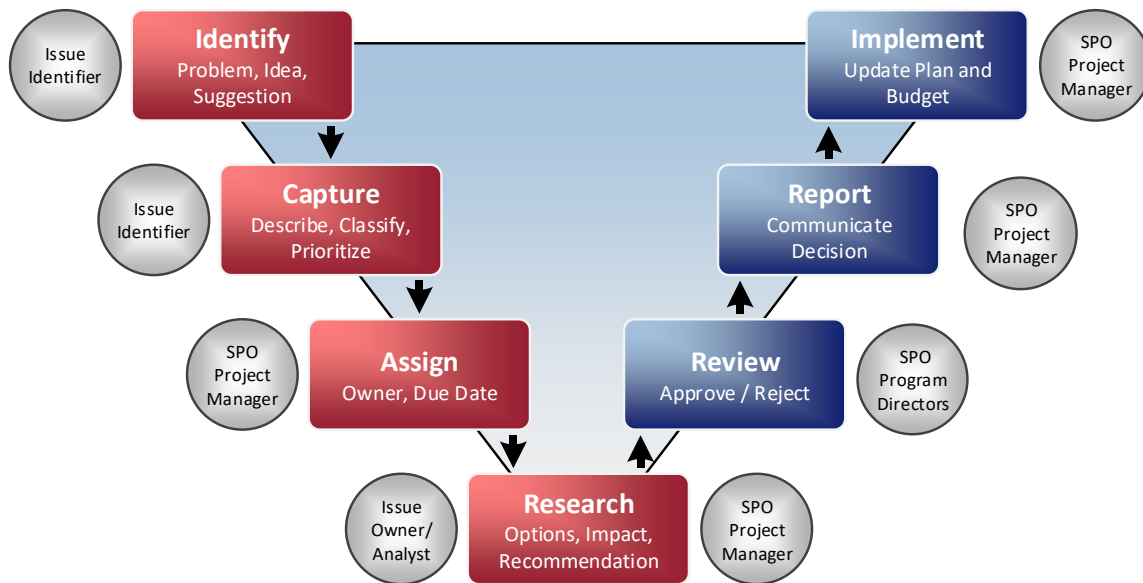 Issue
Identifier
Identify
Problem, Idea,
Suggestion
Implement
Update Plan and
Budget
SPO
Project
Manager
Issue
Identifier
Capture
Describe, Classify,
Prioritize
Report
Communicate
Decision
SPO
Project
Manager
SPO
Project
Manager
Assign
Owner, Due Date
Review
Approve / Reject
SPO
Program
Directors
Issue
Owner/
Analyst
Research
Options, Impact,
Recommendation
SPO
Project
Manager